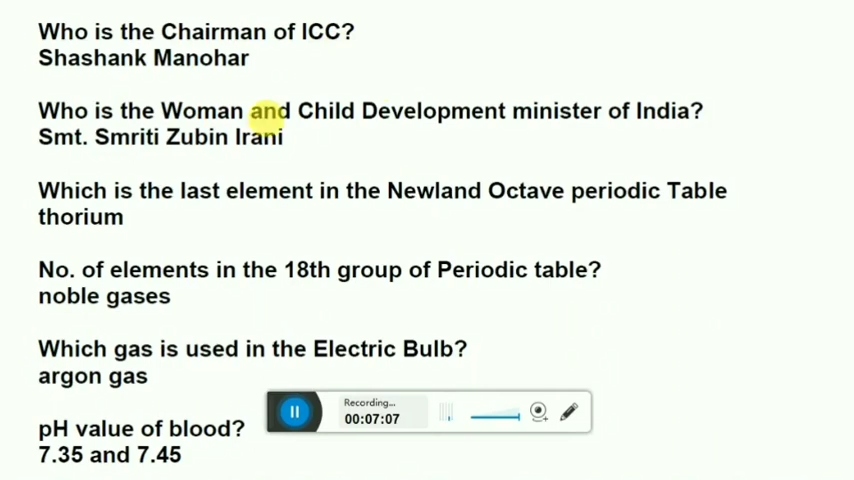 Who is the Chairman of ICC?
Shashank Manohar
Who is the Woman and Child Development minister of India?
Smt. Smriti Zubin Irani
Which is the last element in the Newland Octave periodic Table
thorium
No. of elements in the 18th group of Periodic table?
noble gases
Which gas is used in the Electric Bulb?
argon gas
Recording...
00:07:07
pH value of blood?
7.35 and 7.45